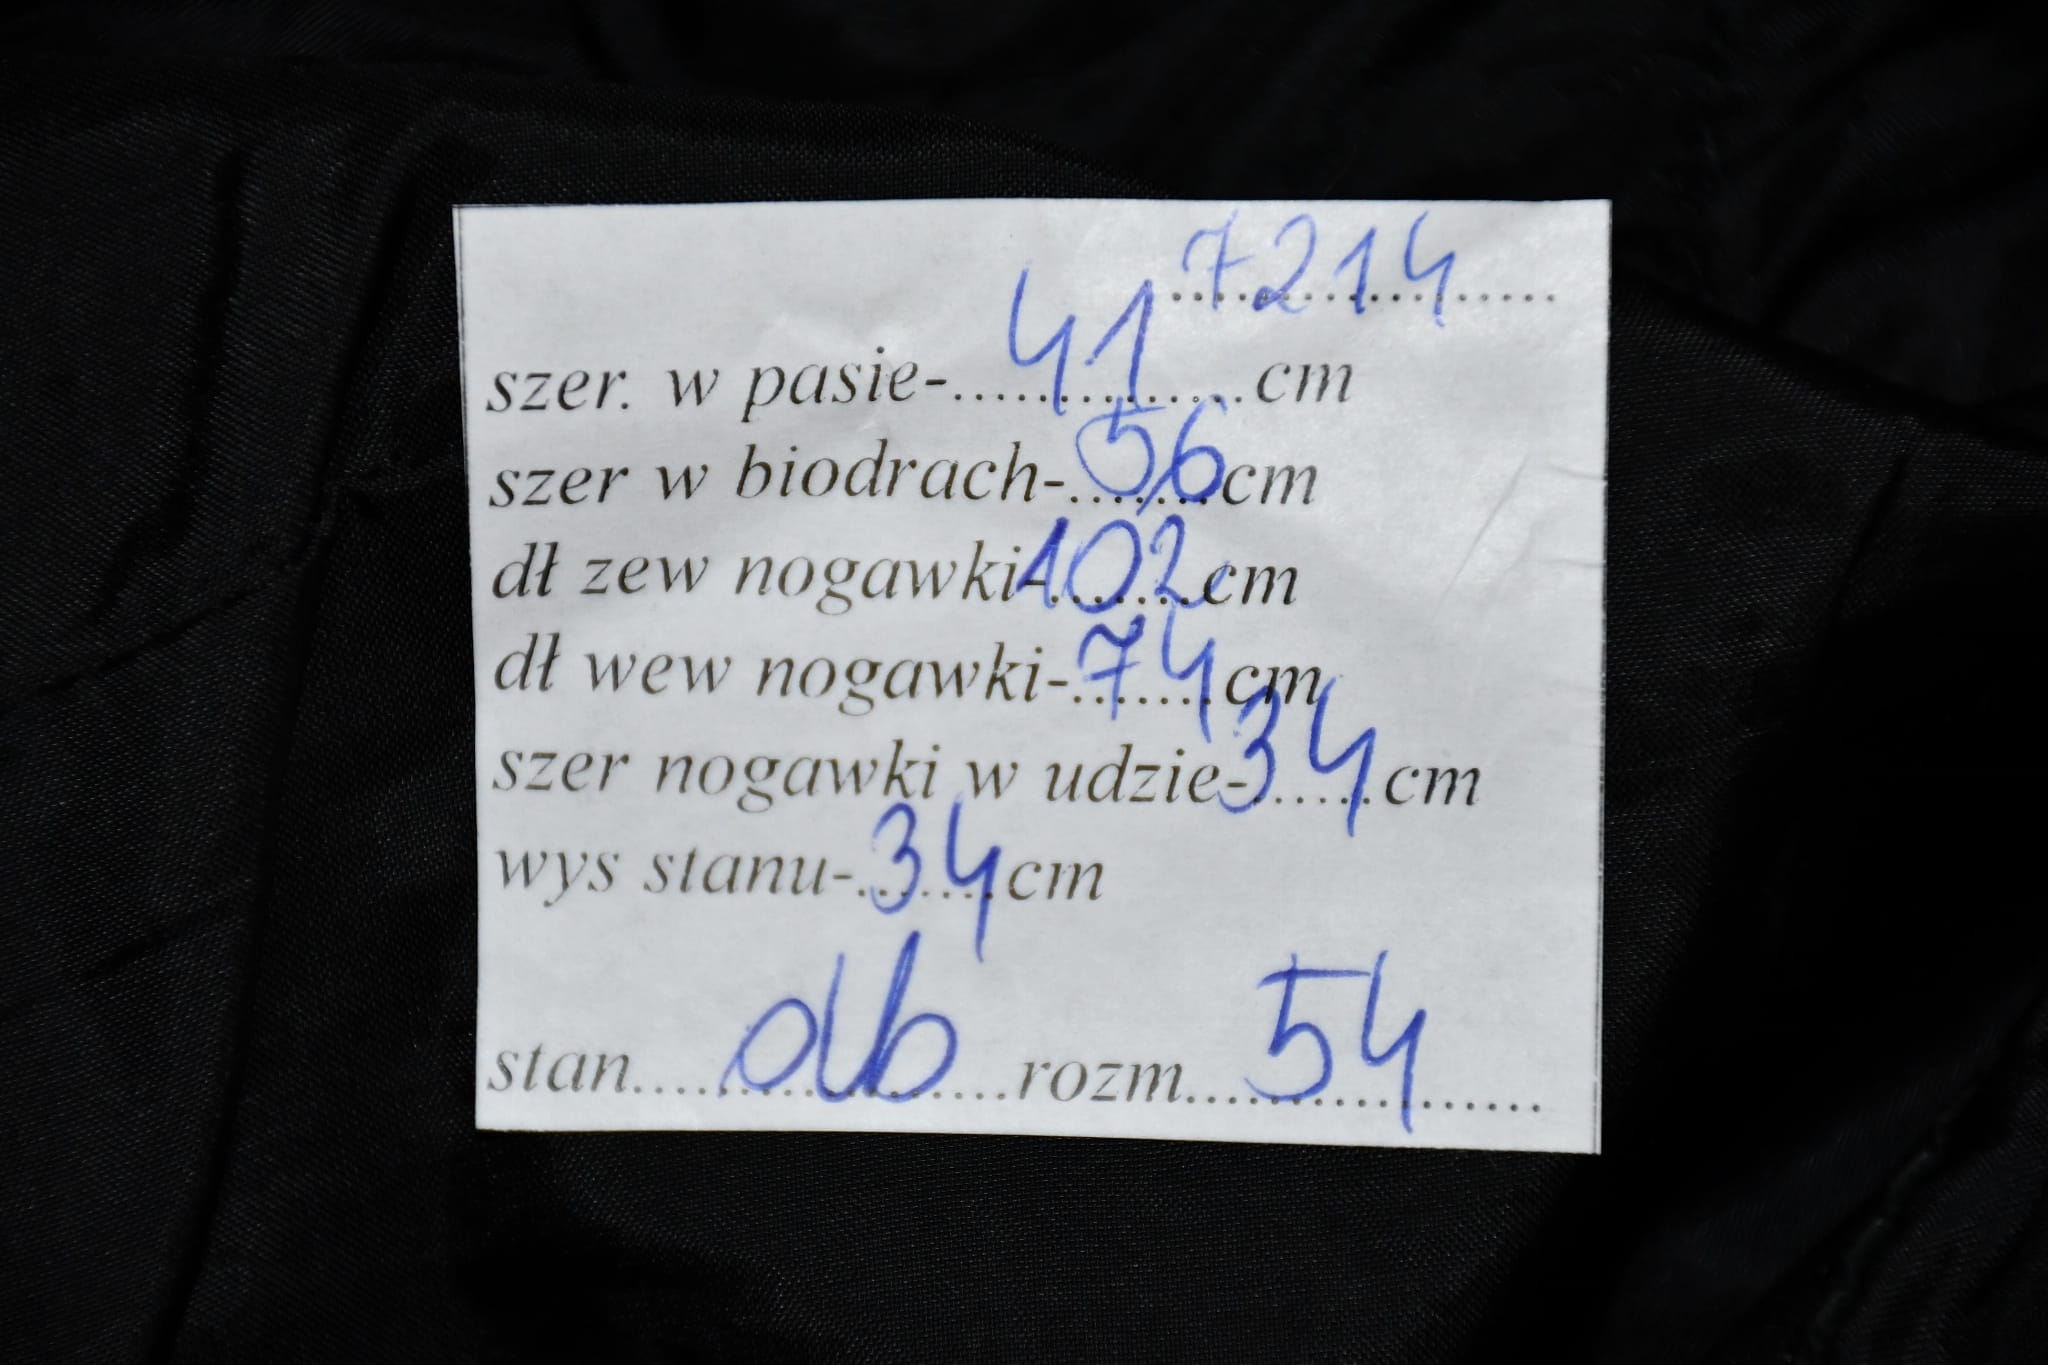 7214
szer. w pasie-41cm
szer w biodrach-56cm
dł zew nogawki-102cm
dł wew nogawki-74cm
szer nogawki w udzie-34cm
wys stanu-34cm
stan db rozm 54